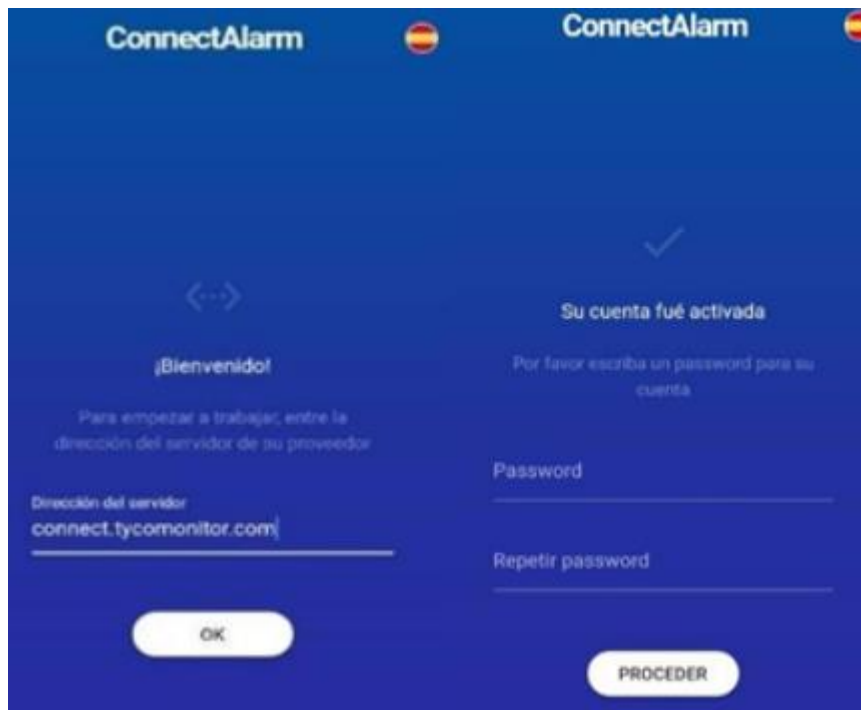 ConnectAlarm
¡Bienvenido!
Para empezar a trabajar, entre la
dirección del servidor de su proveedor
Dirección del servidor
connect.tycomonitor.com
OK
ConnectAlarm
Su cuenta fué activada
Por favor escriba un password para su
cuenta
Password
Repetir password
PROCEDER